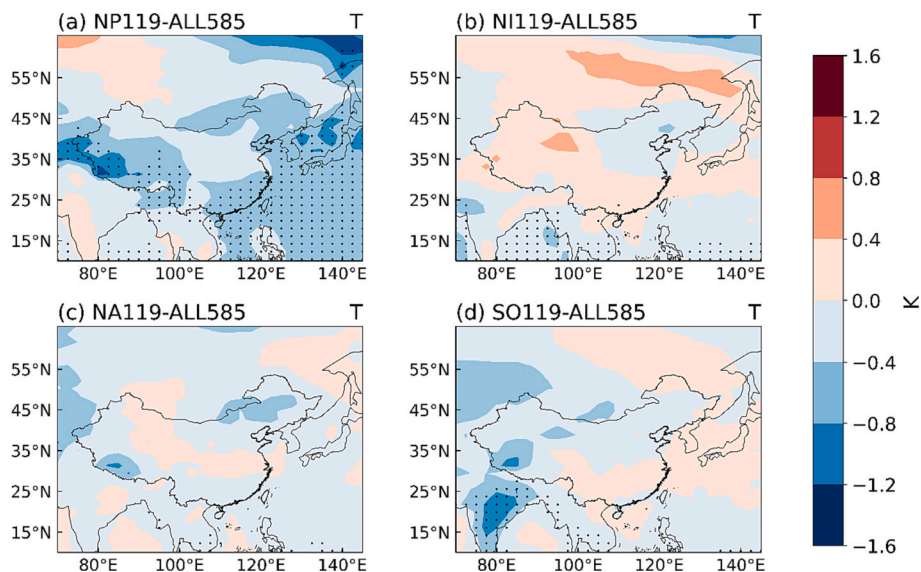 (a) NP119-ALL585 T
(b) NI119-ALL585 T
55°N
45°N
35°N
25°N
15°N
80°E 100°E 120°E 140°E
55°N
45°N
35°N
25°N
15°N
80°E 100°E 120°E 140°E
(c) NA119-ALL585 T
(d) SO119-ALL585 T
55°N
45°N
35°N
25°N
15°N
80°E 100°E 120°E 140°E
55°N
45°N
35°N
25°N
15°N
80°E 100°E 120°E 140°E
1.6
1.2
0.8
0.4
0.0
−0.4
−0.8
−1.2
−1.6
K